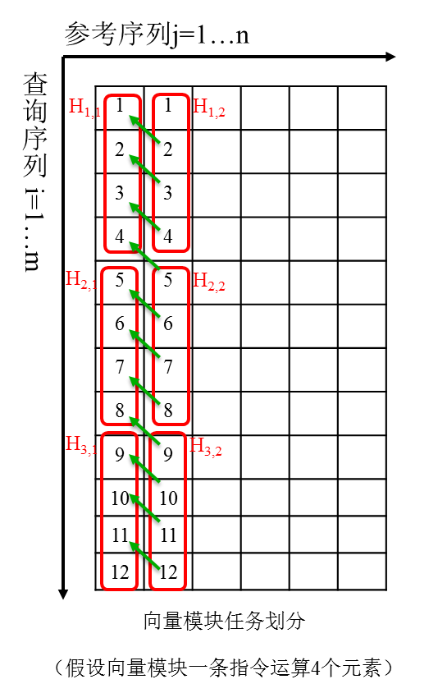 参考序列j=1…n
查询序列 i=1…m
H1,1 1 1 H1,2
2 2
3 3
4 4
H2,1 5 5 H2,2
6 6
7 7
8 8
H3,1 9 9 H3,2
10 10
11 11
12 12
向量模块任务划分
（假设向量模块一条指令运算4个元素）